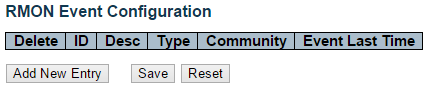 RMON Event Configuration
Delete ID Desc Type Community Event Last Time
Add New Entry Save Reset